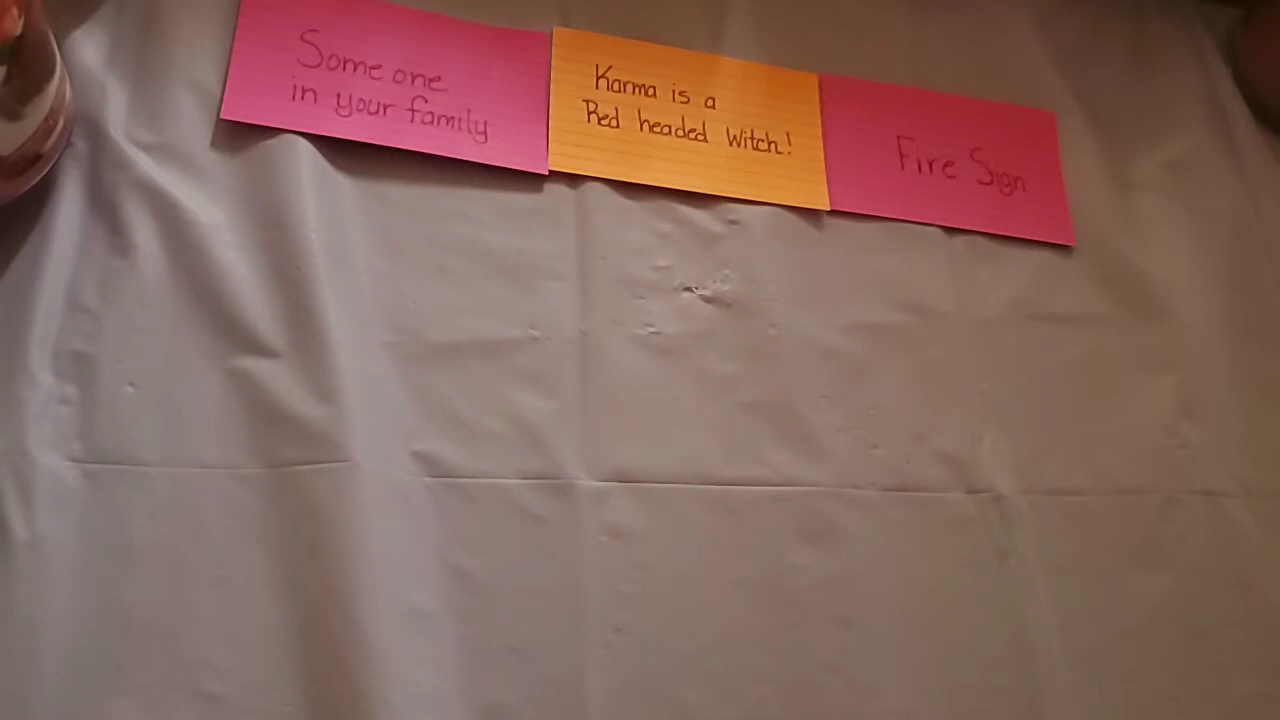 Some one
in your family
Karma is a
Red headed Witch!
Fire Sign